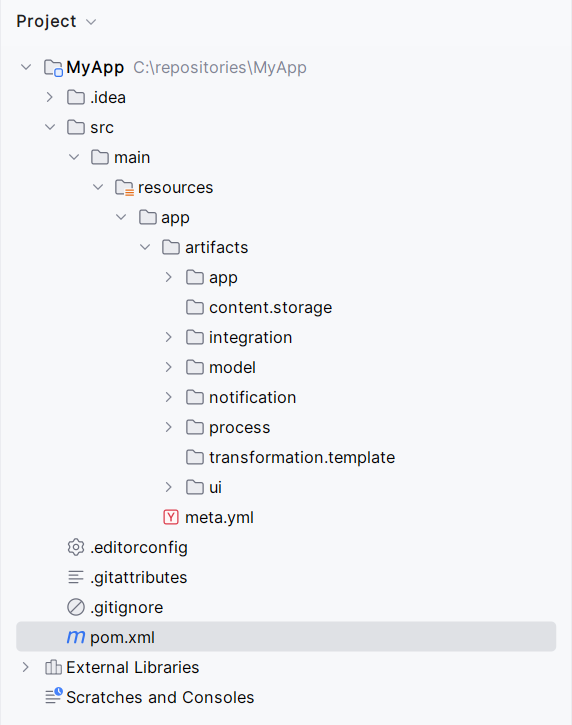 Project
MyApp C:\repositories\MyApp
.idea
src
main
resources
app
artifacts
app
content.storage
integration
model
notification
process
transformation.template
ui
meta.yml
.editorconfig
.gitattributes
.gitignore
pom.xml
External Libraries
Scratches and Consoles